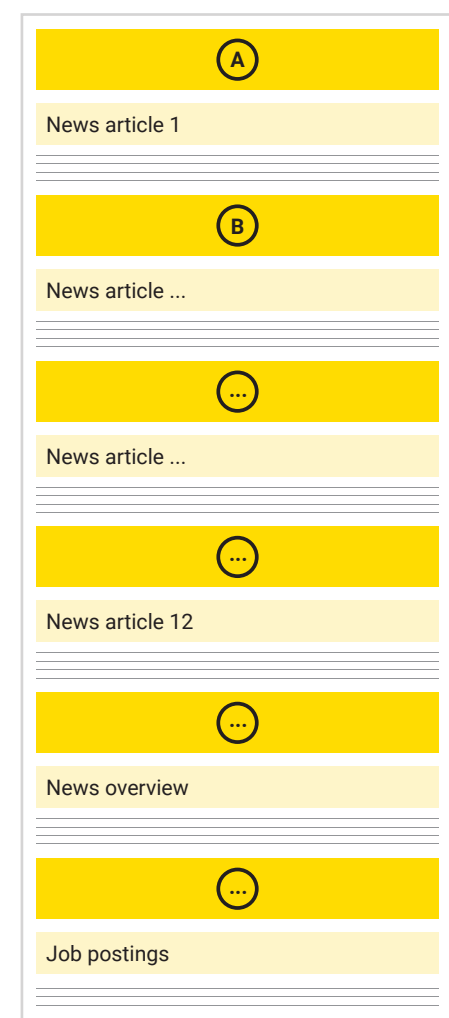 A
News article 1
B
News article ...
...
News article ...
...
News article 12
...
News overview
...
Job postings